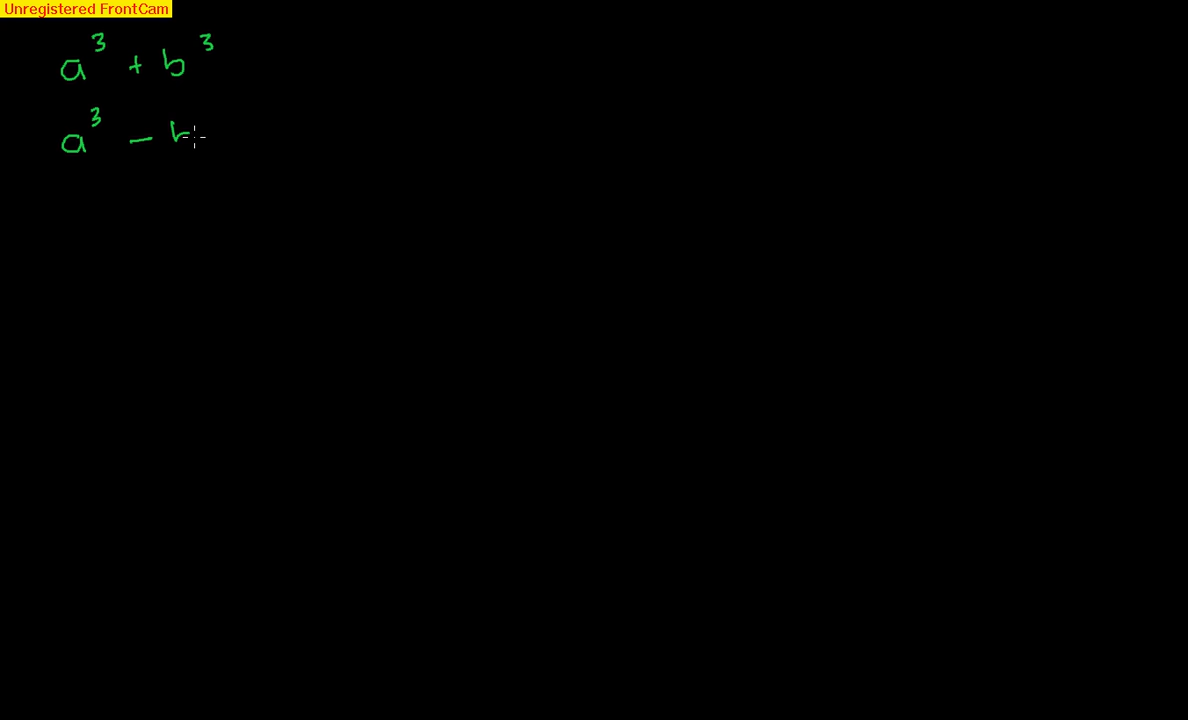 Unregistered FrontCam
a³ + b³
a³ −